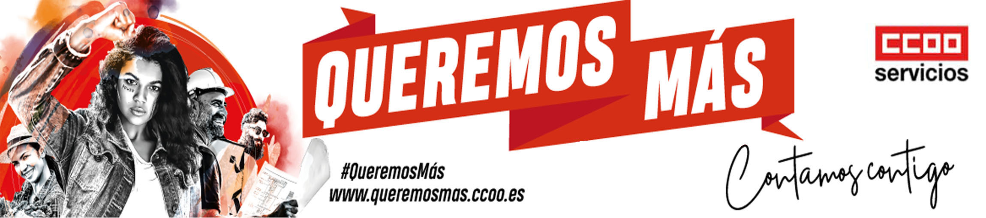 QUEREMOS MÁS
#QueremosMás
www.queremosmas.ccoo.es
CCOO
servicios
Contamos contigo